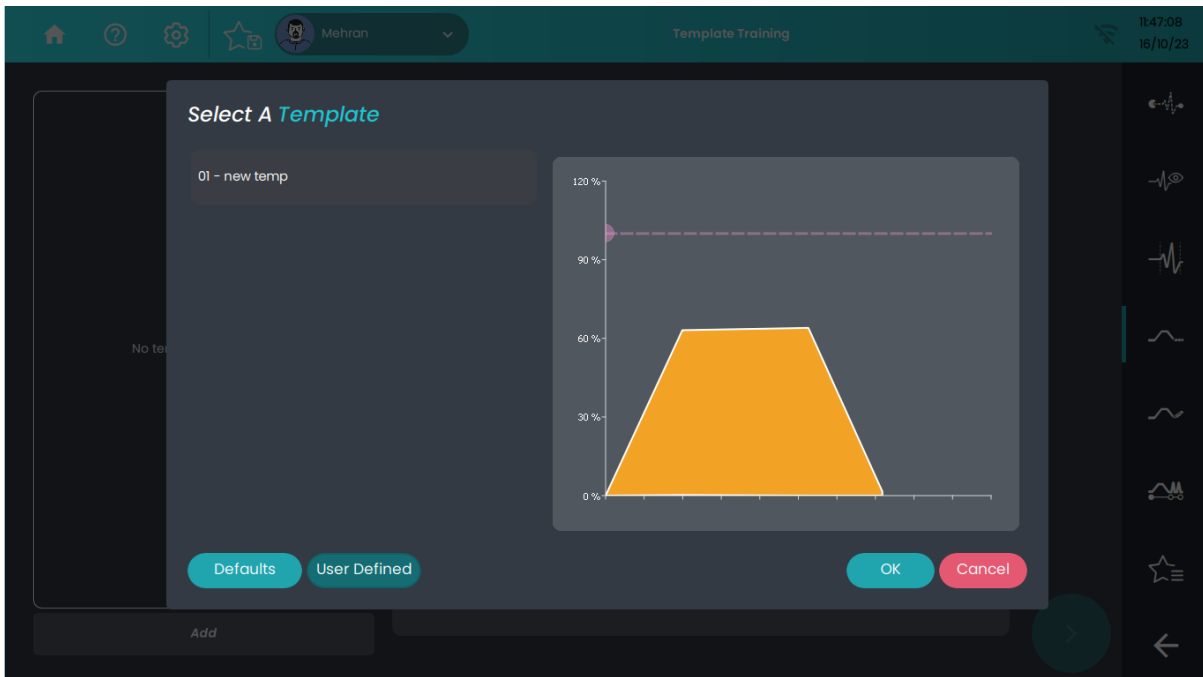 Mehran
Template Training
11:47:08
16/10/23
Select A Template
01 - new temp
120 %
90 %
60 %
30 %
0 %
No te
Defaults
User Defined
OK
Cancel
Add